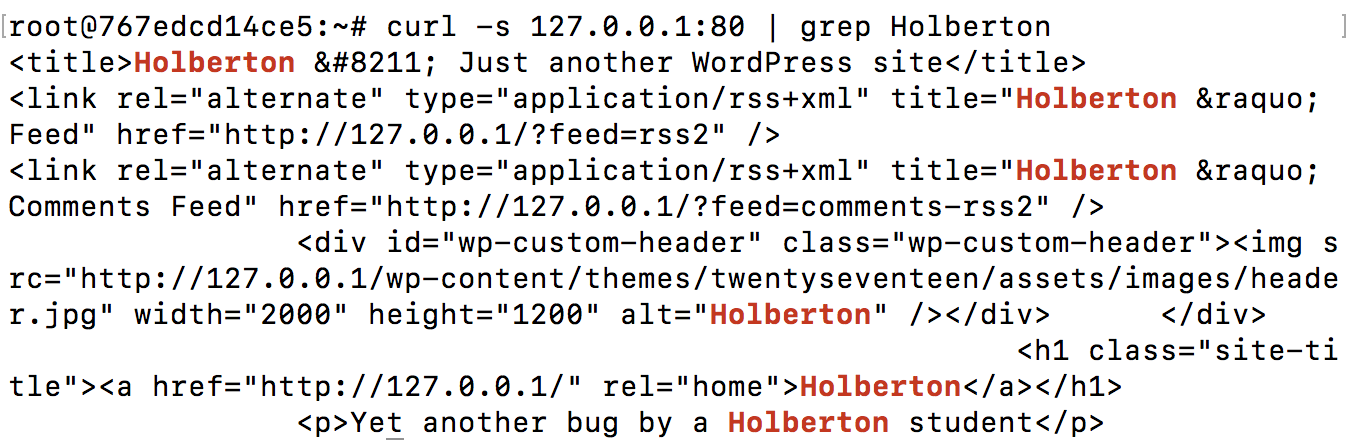 [root@767edcd14ce5:~# curl -s 127.0.0.1:80 | grep Holberton ]
<title>Holberton &#8211; Just another WordPress site</title>
<link rel="alternate" type="application/rss+xml" title="Holberton &raquo;
Feed" href="http://127.0.0.1/?feed=rss2" />
<link rel="alternate" type="application/rss+xml" title="Holberton &raquo;
Comments Feed" href="http://127.0.0.1/?feed=comments-rss2" />
<div id="wp-custom-header" class="wp-custom-header"><img s
rc="http://127.0.0.1/wp-content/themes/twentyseventeen/assets/images/heade
r.jpg" width="2000" height="1200" alt="Holberton" /></div>      </div>
<h1 class="site-ti
tle"><a href="http://127.0.0.1/" rel="home">Holberton</a></h1>
<p>Yet another bug by a Holberton student</p>